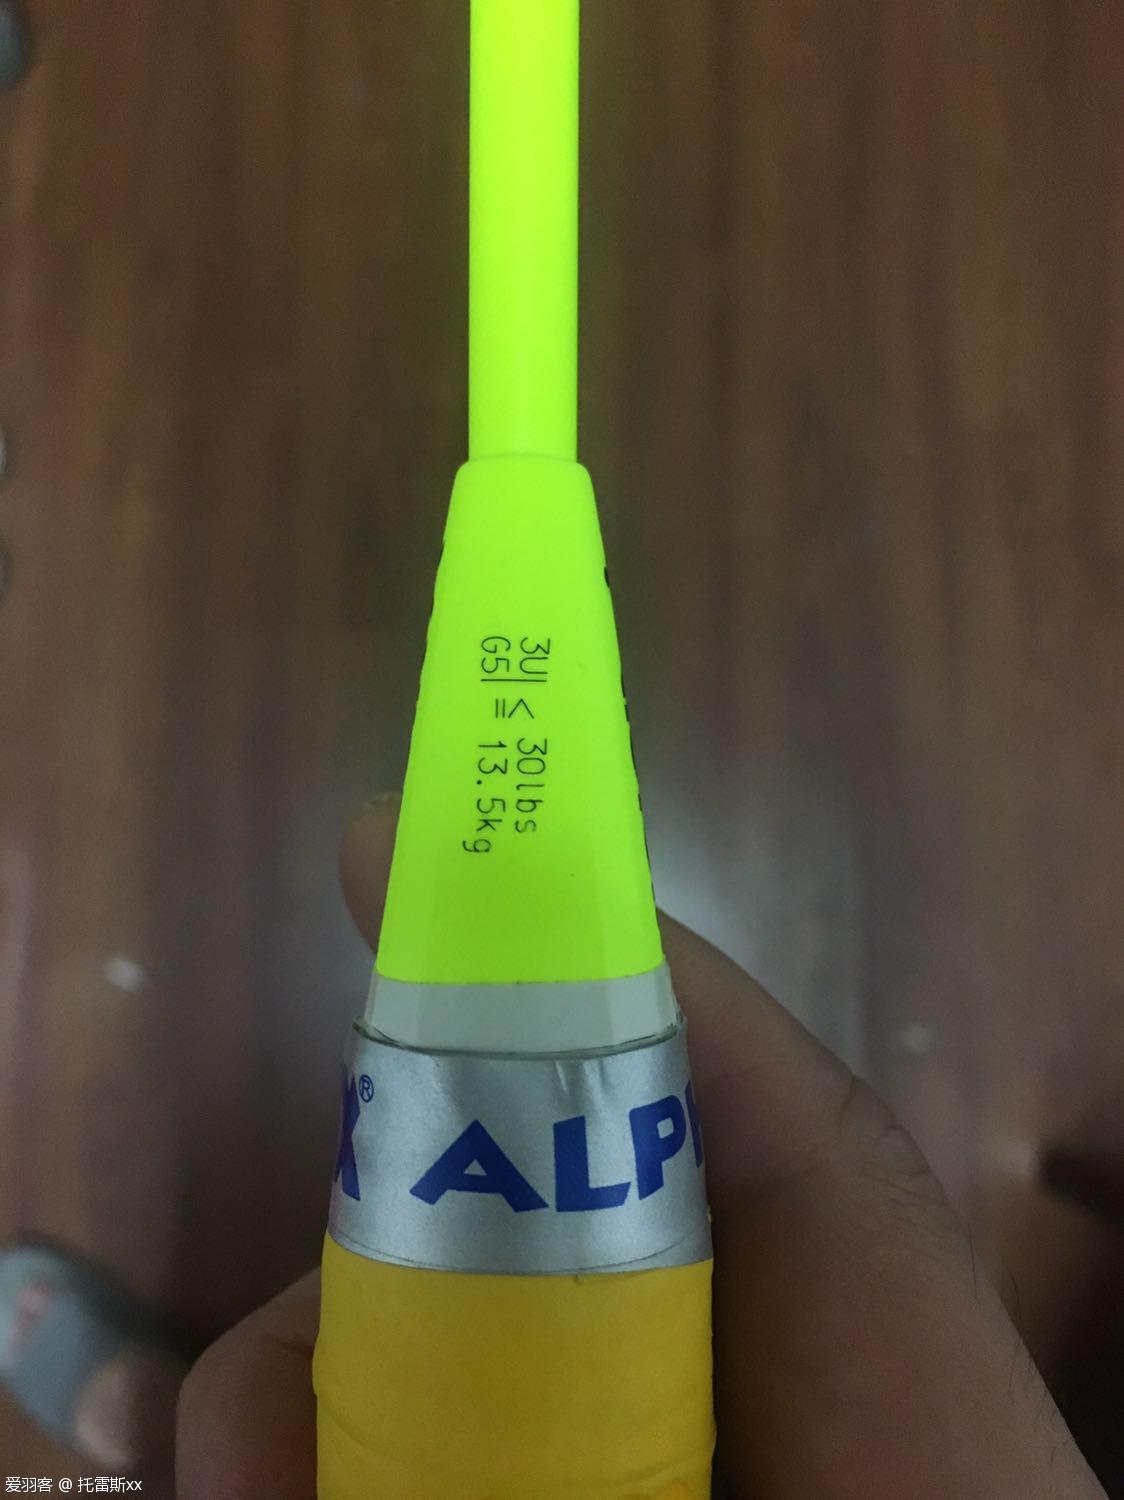 3U| < 30lbs
G5| = 13.5kg
X® ALP
爱羽客 @ 托雷斯xx